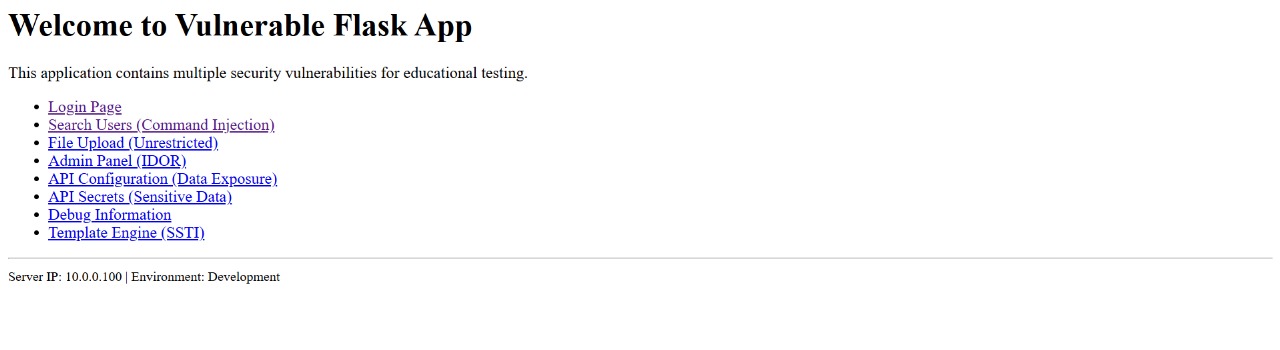 Welcome to Vulnerable Flask App
This application contains multiple security vulnerabilities for educational testing.
Login Page
Search Users (Command Injection)
File Upload (Unrestricted)
Admin Panel (IDOR)
API Configuration (Data Exposure)
API Secrets (Sensitive Data)
Debug Information
Template Engine (SSTI)
Server IP: 10.0.0.100 | Environment: Development